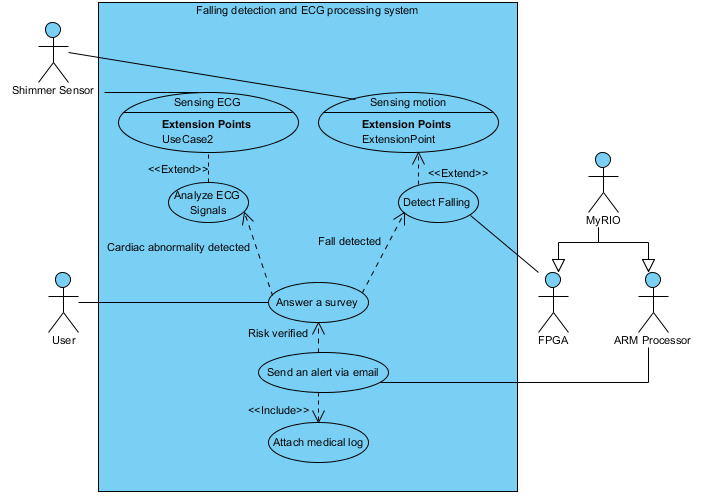 Falling detection and ECG processing system
Shimmer Sensor
Sensing ECG
Extension Points
UseCase2
Sensing motion
Extension Points
ExtensionPoint
<<Extend>>
<<Extend>>
Analyze ECG
Signals
Detect Falling
MyRIO
Cardiac abnormality detected
Fall detected
Answer a survey
User
FPGA
ARM Processor
Risk verified
Send an alert via email
<<Include>>
Attach medical log